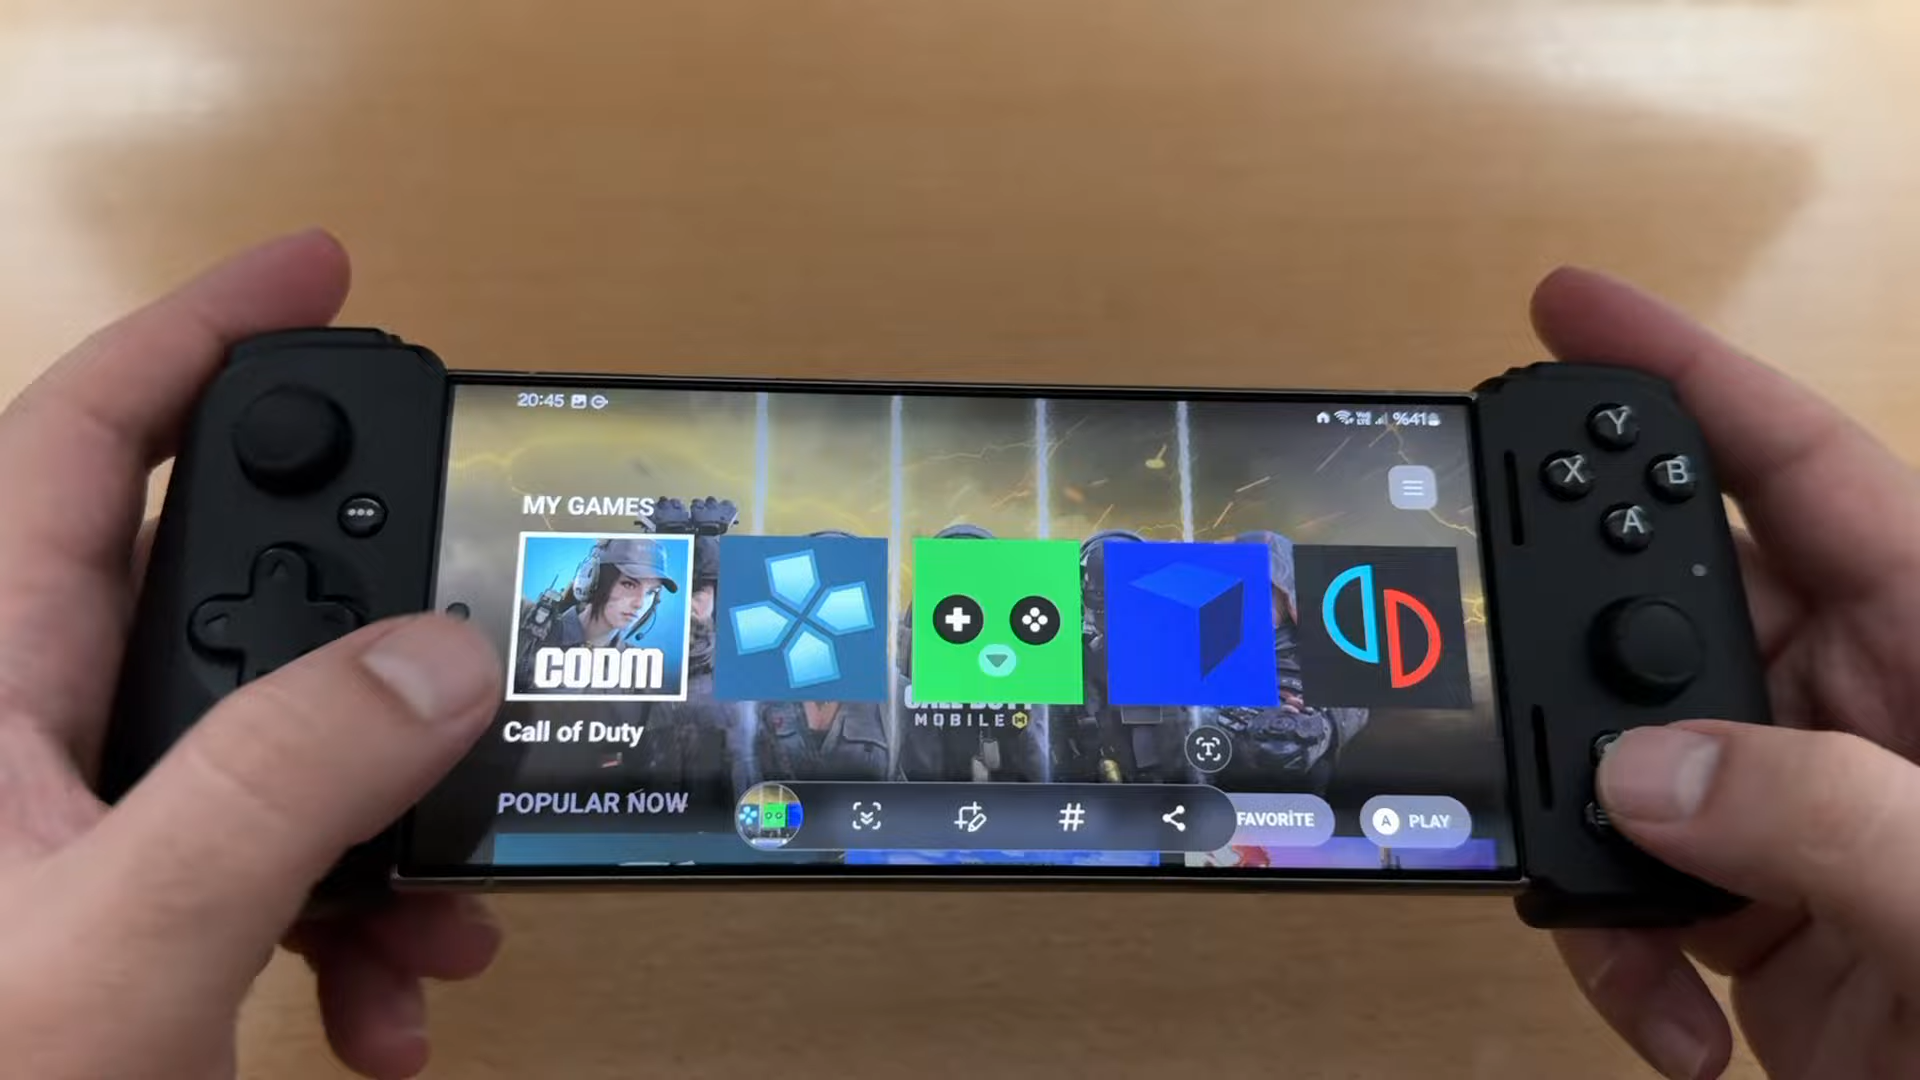 20:45
%41
MY GAMES
CODM
MOBILE
Call of Duty
POPULAR NOW
#
FAVORİTE
A PLAY
T
Y
X
B
A